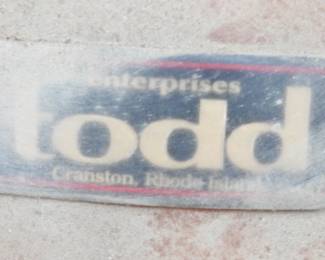 enterprises
todd
Cranston, Rhode Island